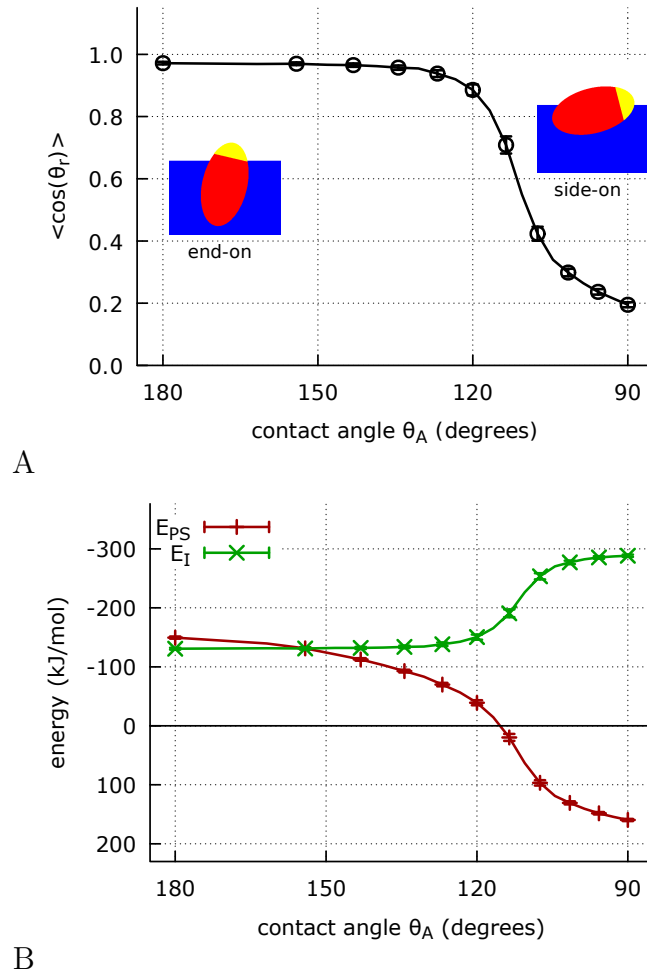 1.0
0.8
0.6
0.4
0.2
0.0
<cos(θr)>
end-on
side-on
180 150 120 90
contact angle θA (degrees)
A
EPS
EI
-300
-200
-100
0
100
200
energy (kJ/mol)
180 150 120 90
contact angle θA (degrees)
B